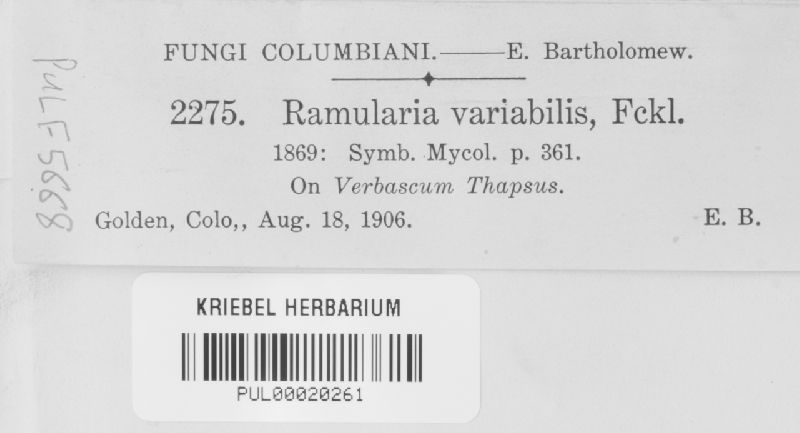 FUNGI COLUMBIANI.——E. Bartholomew.
2275. Ramularia variabilis, Fckl.
1869: Symb. Mycol. p. 361.
On Verbascum Thapsus.
Golden, Colo,, Aug. 18, 1906. E. B.
PUL F5668
KRIEBEL HERBARIUM
PUL00020261